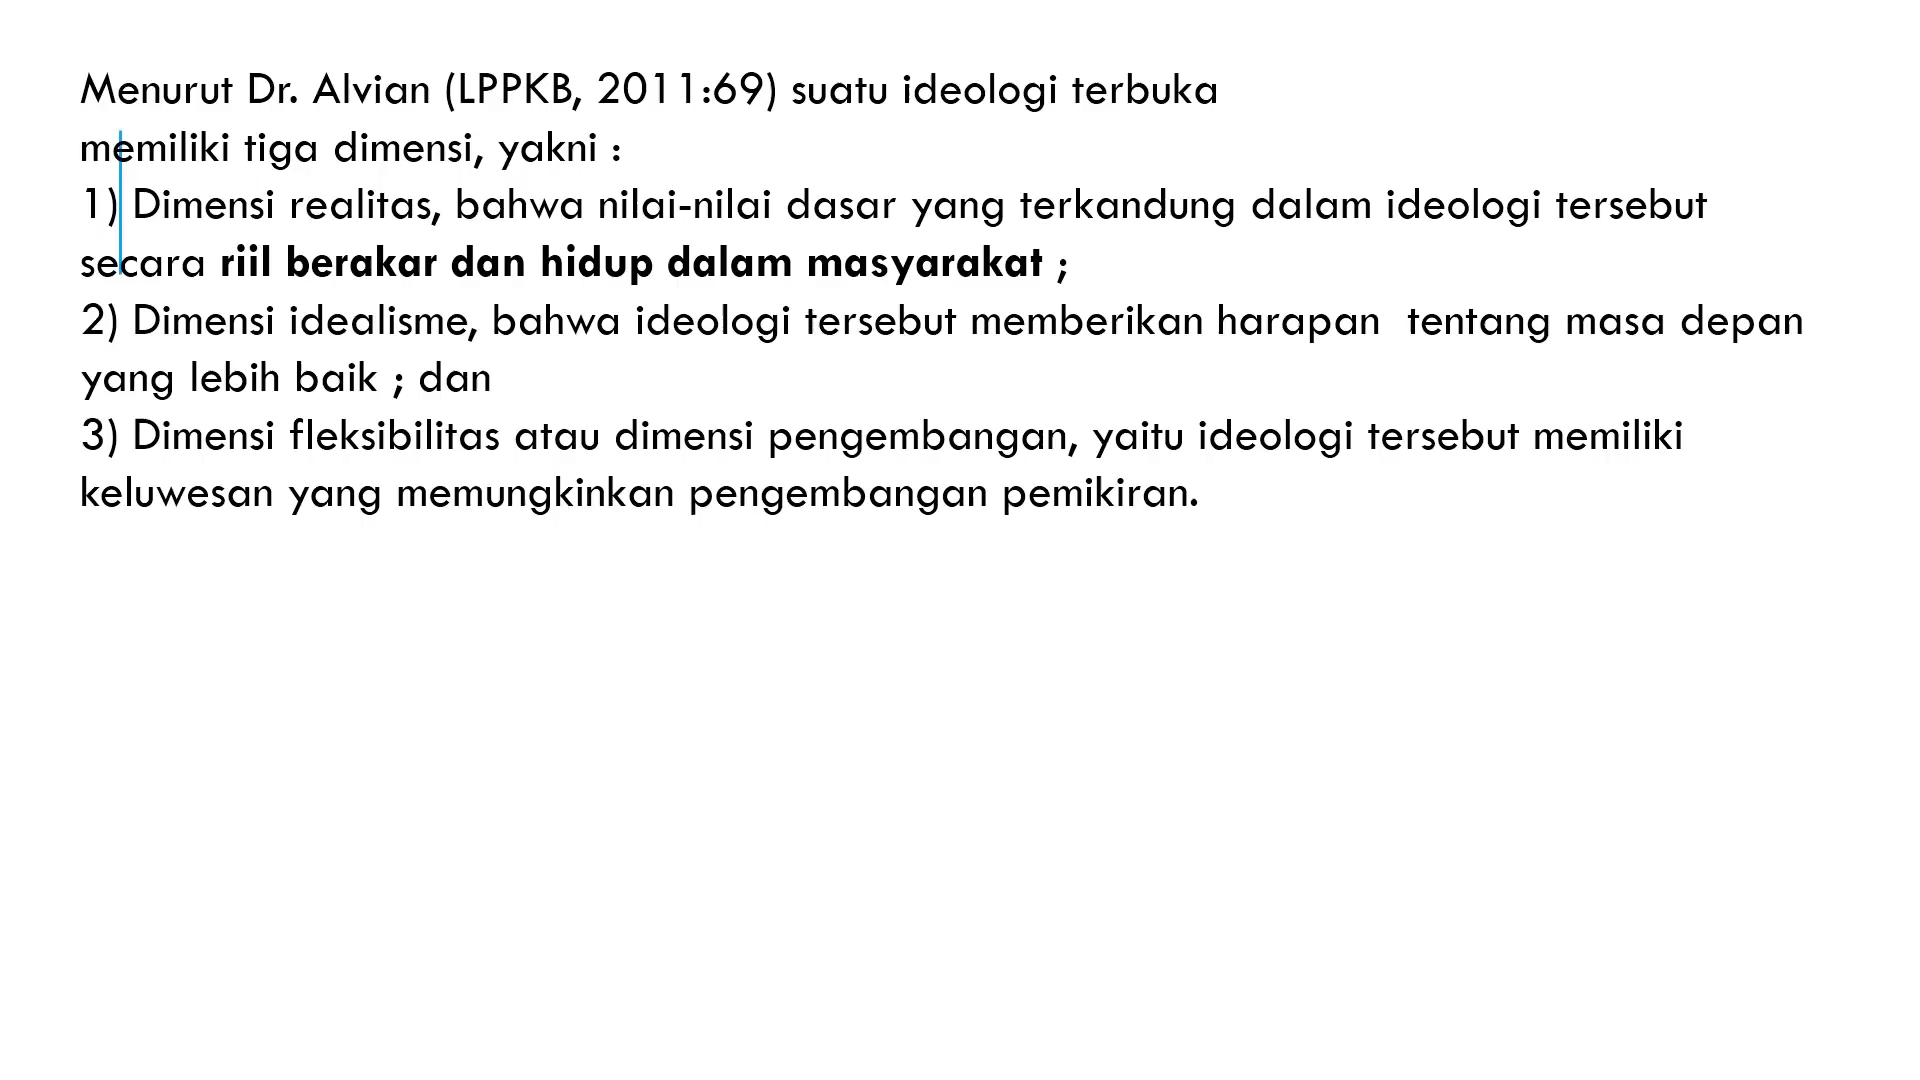 Menurut Dr. Alvian (LPPKB, 2011:69) suatu ideologi terbuka
memiliki tiga dimensi, yakni :
1) Dimensi realitas, bahwa nilai-nilai dasar yang terkandung dalam ideologi tersebut
secara riil berakar dan hidup dalam masyarakat ;
2) Dimensi idealisme, bahwa ideologi tersebut memberikan harapan  tentang masa depan
yang lebih baik ; dan
3) Dimensi fleksibilitas atau dimensi pengembangan, yaitu ideologi tersebut memiliki
keluwesan yang memungkinkan pengembangan pemikiran.